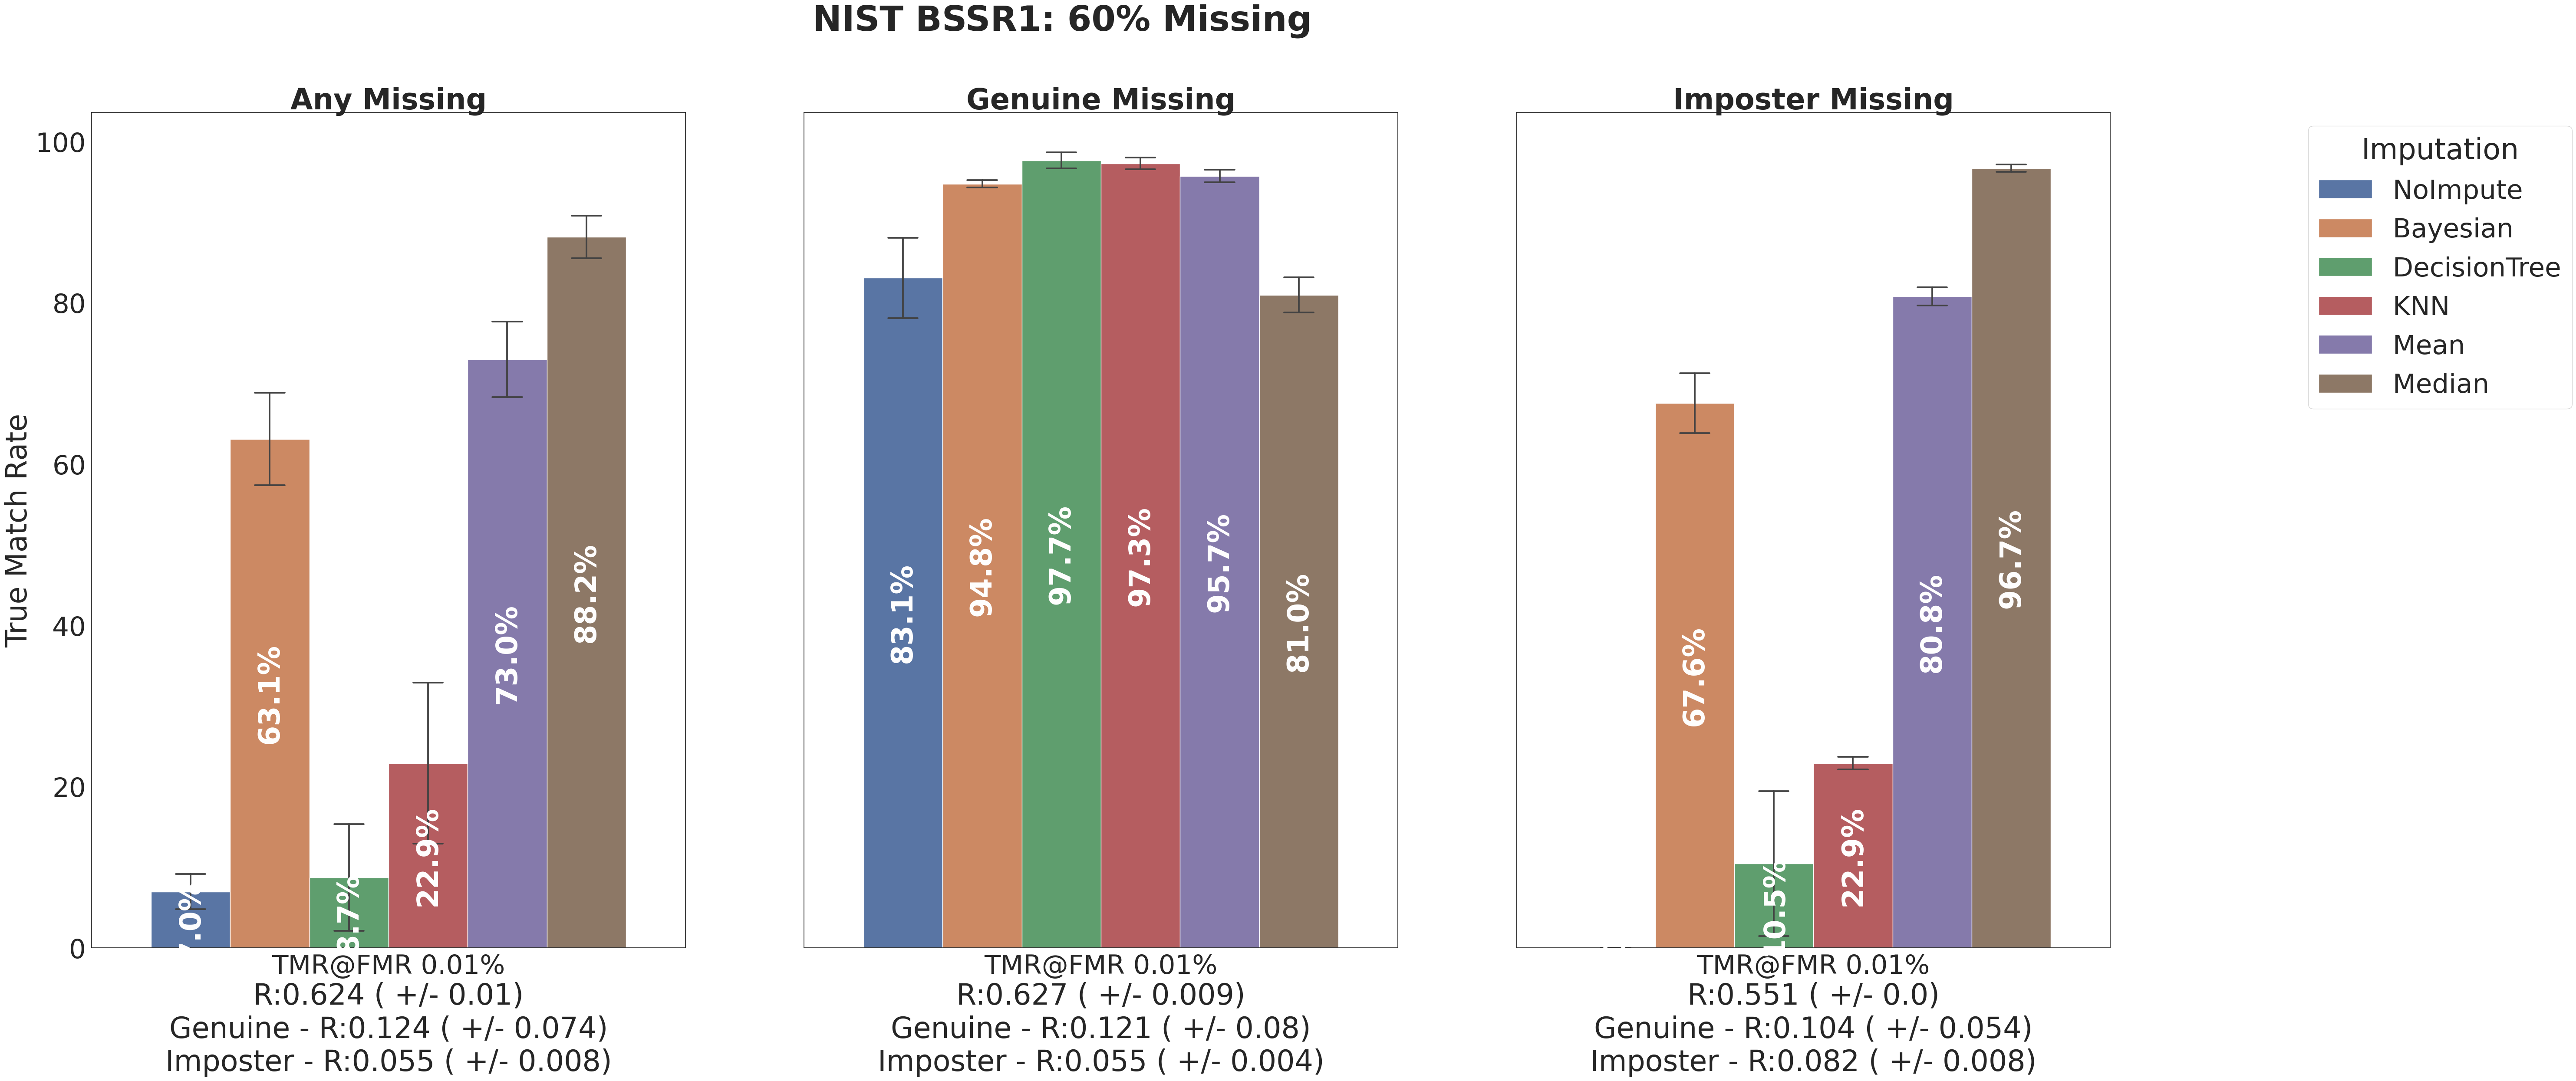 NIST BSSR1: 60% Missing
Any Missing
Genuine Missing
Imposter Missing
True Match Rate
100
80
60
40
20
0
63.1%
8.7%
22.9%
73.0%
88.2%
83.1%
94.8%
97.7%
97.3%
95.7%
81.0%
67.6%
10.5%
22.9%
80.8%
96.7%
TMR@FMR 0.01%
R:0.624 ( +/- 0.01)
Genuine - R:0.124 ( +/- 0.074)
Imposter - R:0.055 ( +/- 0.008)
TMR@FMR 0.01%
R:0.627 ( +/- 0.009)
Genuine - R:0.121 ( +/- 0.08)
Imposter - R:0.055 ( +/- 0.004)
TMR@FMR 0.01%
R:0.551 ( +/- 0.0)
Genuine - R:0.104 ( +/- 0.054)
Imposter - R:0.082 ( +/- 0.008)
Imputation
NoImpute
Bayesian
DecisionTree
KNN
Mean
Median